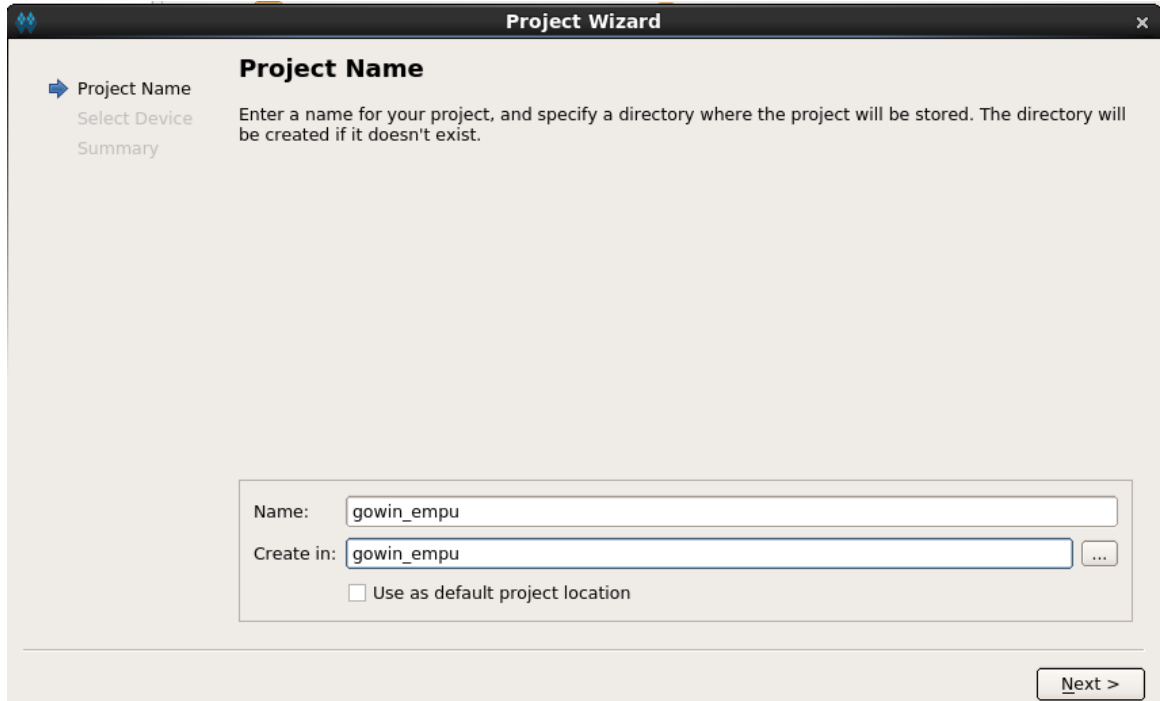 Project Wizard
Project Name
Select Device
Summary
Project Name
Enter a name for your project, and specify a directory where the project will be stored. The directory will
be created if it doesn't exist.
Name: gowin_empu
Create in: gowin_empu ...
Use as default project location
Next >